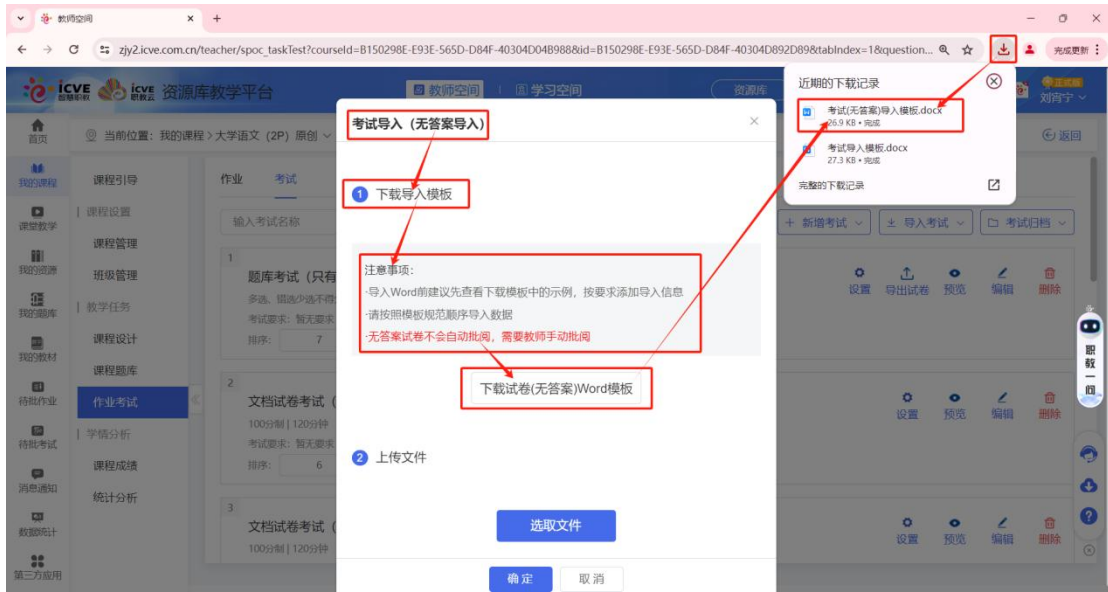 教师空间
zjy2.icve.com.cn/teacher/spoc_taskTest?courseId=B150298E-E93E-565D-D84F-40304D04B988&id=B150298E-E93E-565D-D84F-40304D892D89&tabIndex=1&question...
完成更新
近期的下载记录
考试(无答案)导入模板.docx
26.9 KB • 完成
考试导入模板.docx
27.3 KB • 完成
完整的下载记录
icve 智慧职教
icve 职教云
资源库教学平台
教师空间
学习空间
资源库
正式版
刘宵宁
首页
当前位置: 我的课程 > 大学语文 (2P) 原创
返回
我的课程
课堂教学
我的资源
我的题库
我的教材
待批作业
待批考试
消息通知
数据统计
第三方应用
课程引导
课程设置
课程管理
班级管理
教学任务
课程设计
课程题库
作业考试
学情分析
课程成绩
统计分析
作业 考试
输入考试名称
+ 新增考试
导入考试
考试归档
1
题库考试（只有
多选、错选少选不得
考试要求: 暂无要求
排序: 7
设置 导出试卷 预览 编辑 删除
2
文档试卷考试（
100分制 | 120分钟
考试要求: 暂无要求
排序: 6
设置 预览 编辑 删除
3
文档试卷考试（
100分制 | 120分钟
设置 预览 编辑 删除
考试导入（无答案导入）
1 下载导入模板
注意事项:
·导入Word前建议先查看下载模板中的示例，按要求添加导入信息
·请按照模板规范顺序导入数据
·无答案试卷不会自动批阅，需要教师手动批阅
下载试卷(无答案)Word模板
2 上传文件
选取文件
确定 取消
职教一问